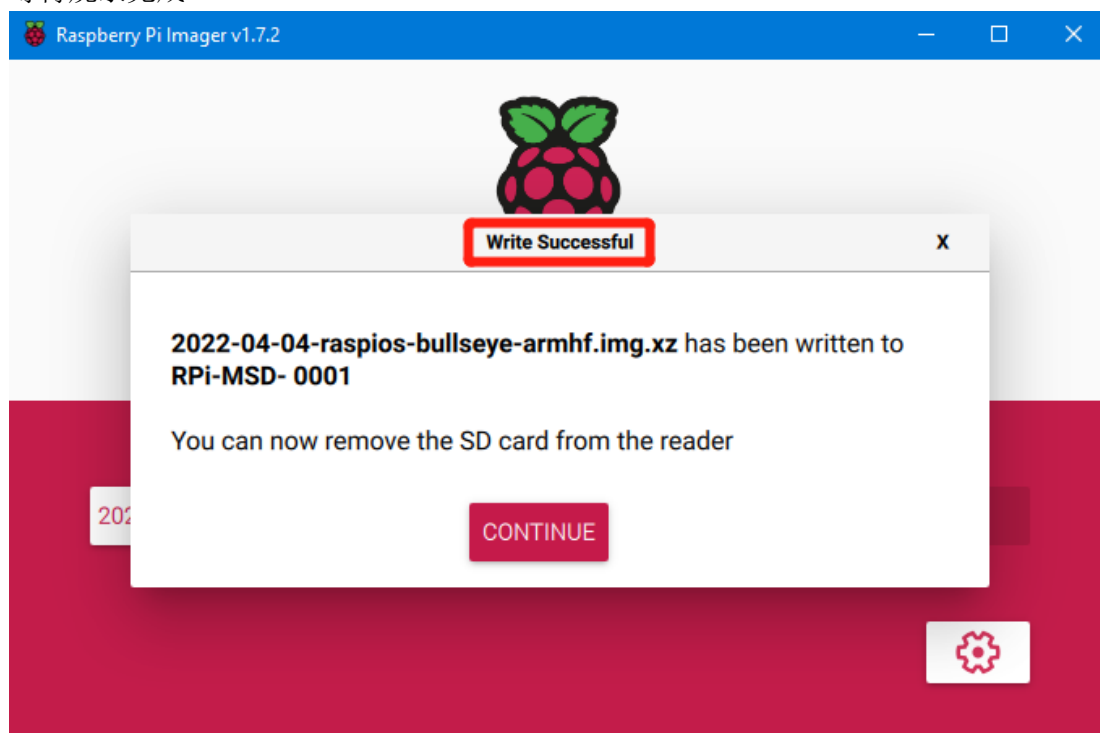 Raspberry Pi Imager v1.7.2
Write Successful
X
2022-04-04-raspios-bullseye-armhf.img.xz has been written to
RPi-MSD- 0001
You can now remove the SD card from the reader
202
CONTINUE